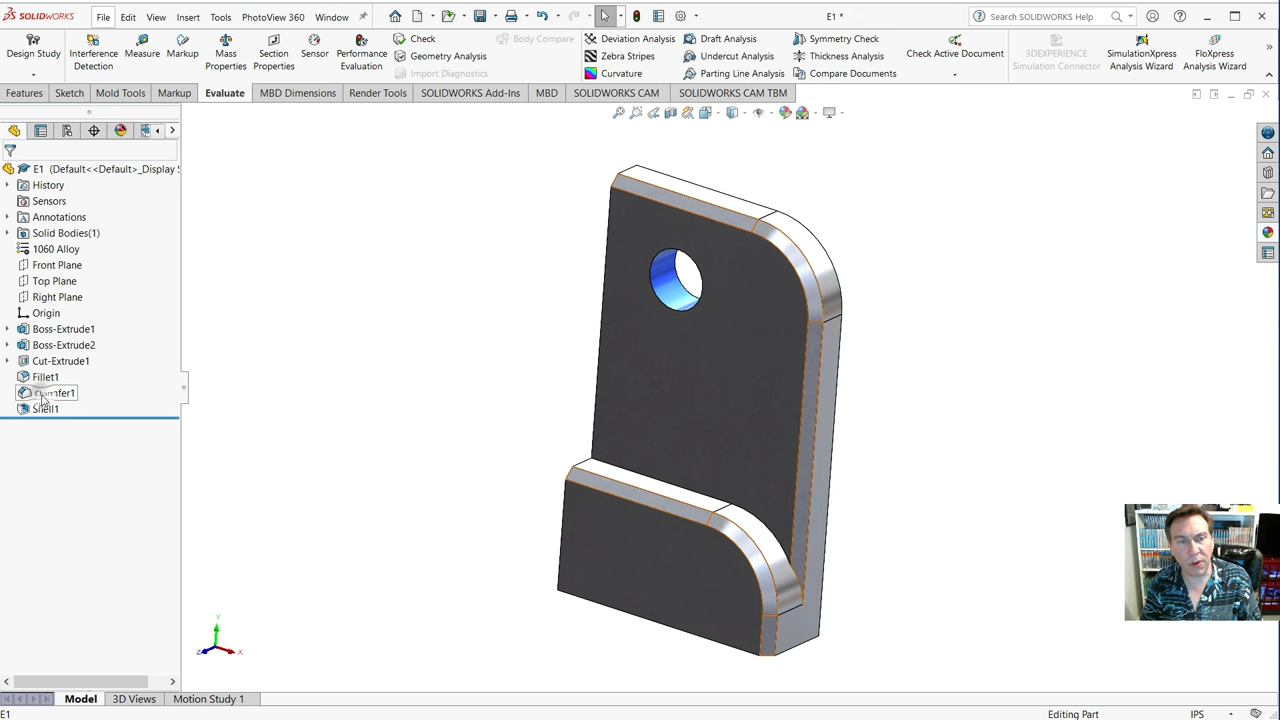 SOLIDWORKS File Edit View Insert Tools PhotoView 360 Window E1 * Search SOLIDWORKS Help
Design Study Interference Detection Measure Markup Mass Properties Section Properties Sensor Performance Evaluation
Check Body Compare
Geometry Analysis
Import Diagnostics
Deviation Analysis Draft Analysis Symmetry Check
Zebra Stripes Undercut Analysis Thickness Analysis
Curvature Parting Line Analysis Compare Documents
Check Active Document 3DEXPERIENCE Simulation Connector SimulationXpress Analysis Wizard FloXpress Analysis Wizard
Features Sketch Mold Tools Markup Evaluate MBD Dimensions Render Tools SOLIDWORKS Add-Ins MBD SOLIDWORKS CAM SOLIDWORKS CAM TBM
E1 (Default<<Default>_Display S
History
Sensors
Annotations
Solid Bodies(1)
1060 Alloy
Front Plane
Top Plane
Right Plane
Origin
Boss-Extrude1
Boss-Extrude2
Cut-Extrude1
Fillet1
Chamfer1
Shell1
Y
Z X
Model 3D Views Motion Study 1
E1 Editing Part IPS